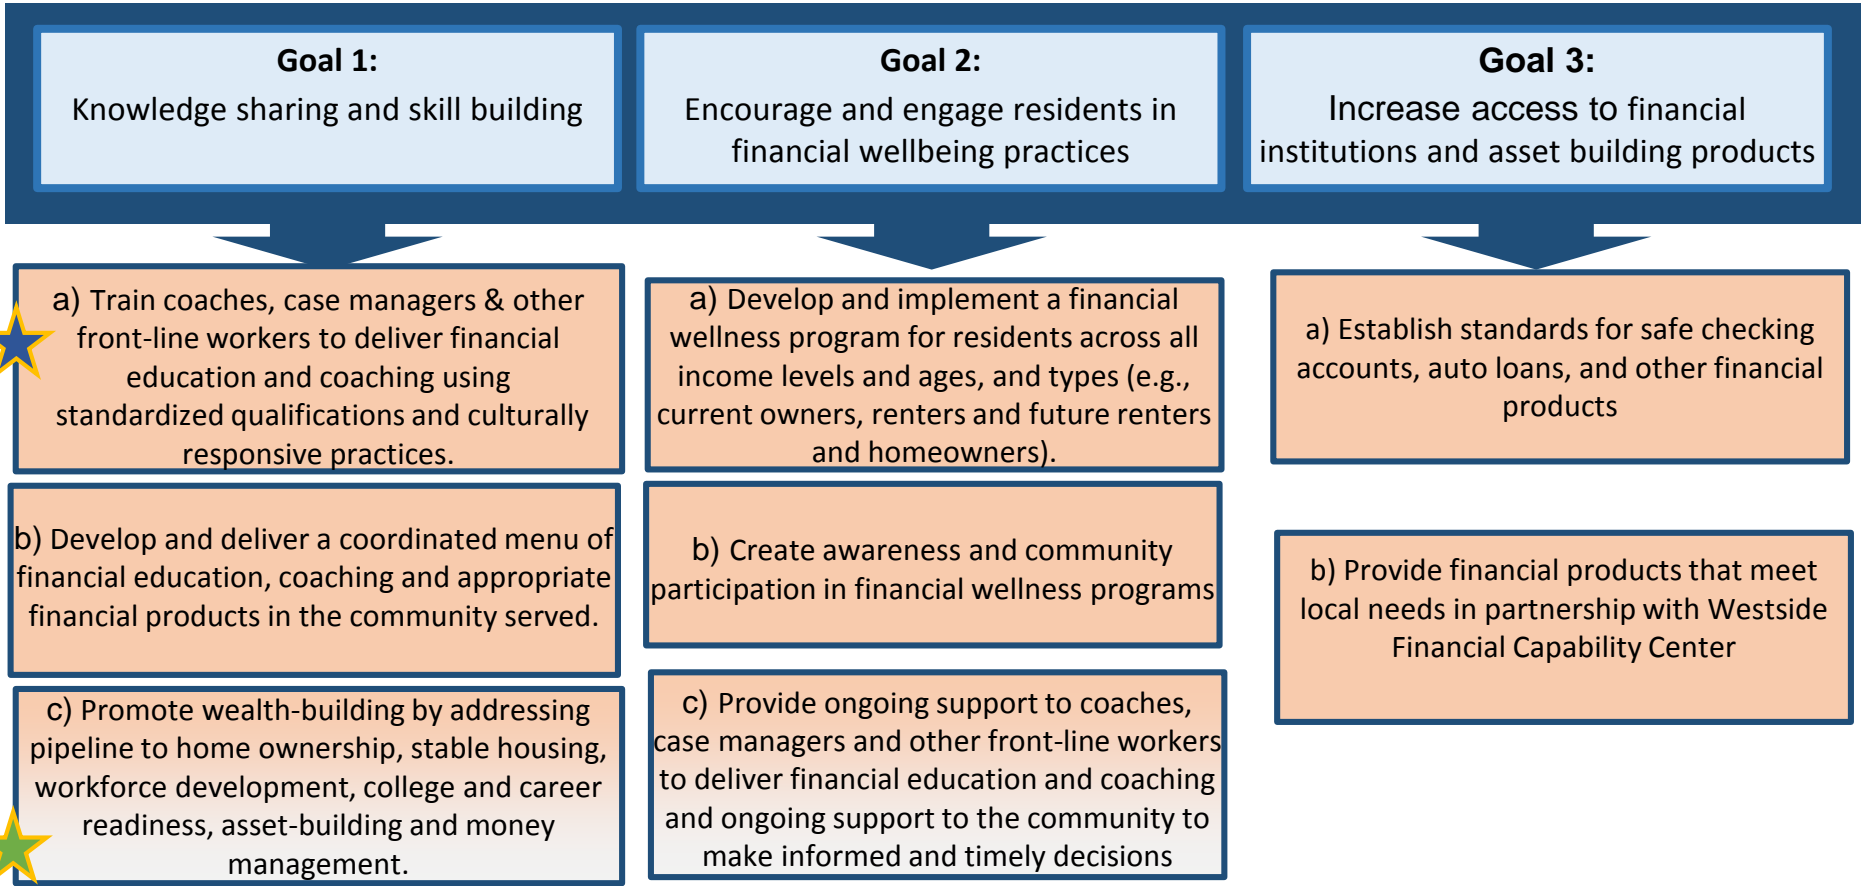 Goal 1:
Knowledge sharing and skill building
Goal 2:
Encourage and engage residents in
financial wellbeing practices
Goal 3:
Increase access to financial
institutions and asset building products
a) Train coaches, case managers & other
front-line workers to deliver financial
education and coaching using
standardized qualifications and culturally
responsive practices.
b) Develop and deliver a coordinated menu of
financial education, coaching and appropriate
financial products in the community served.
c) Promote wealth-building by addressing
pipeline to home ownership, stable housing,
workforce development, college and career
readiness, asset-building and money
management.
a) Develop and implement a financial
wellness program for residents across all
income levels and ages, and types (e.g.,
current owners, renters and future renters
and homeowners).
b) Create awareness and community
participation in financial wellness programs
c) Provide ongoing support to coaches,
case managers and other front-line workers
to deliver financial education and coaching
and ongoing support to the community to
make informed and timely decisions
a) Establish standards for safe checking
accounts, auto loans, and other financial
products
b) Provide financial products that meet
local needs in partnership with Westside
Financial Capability Center